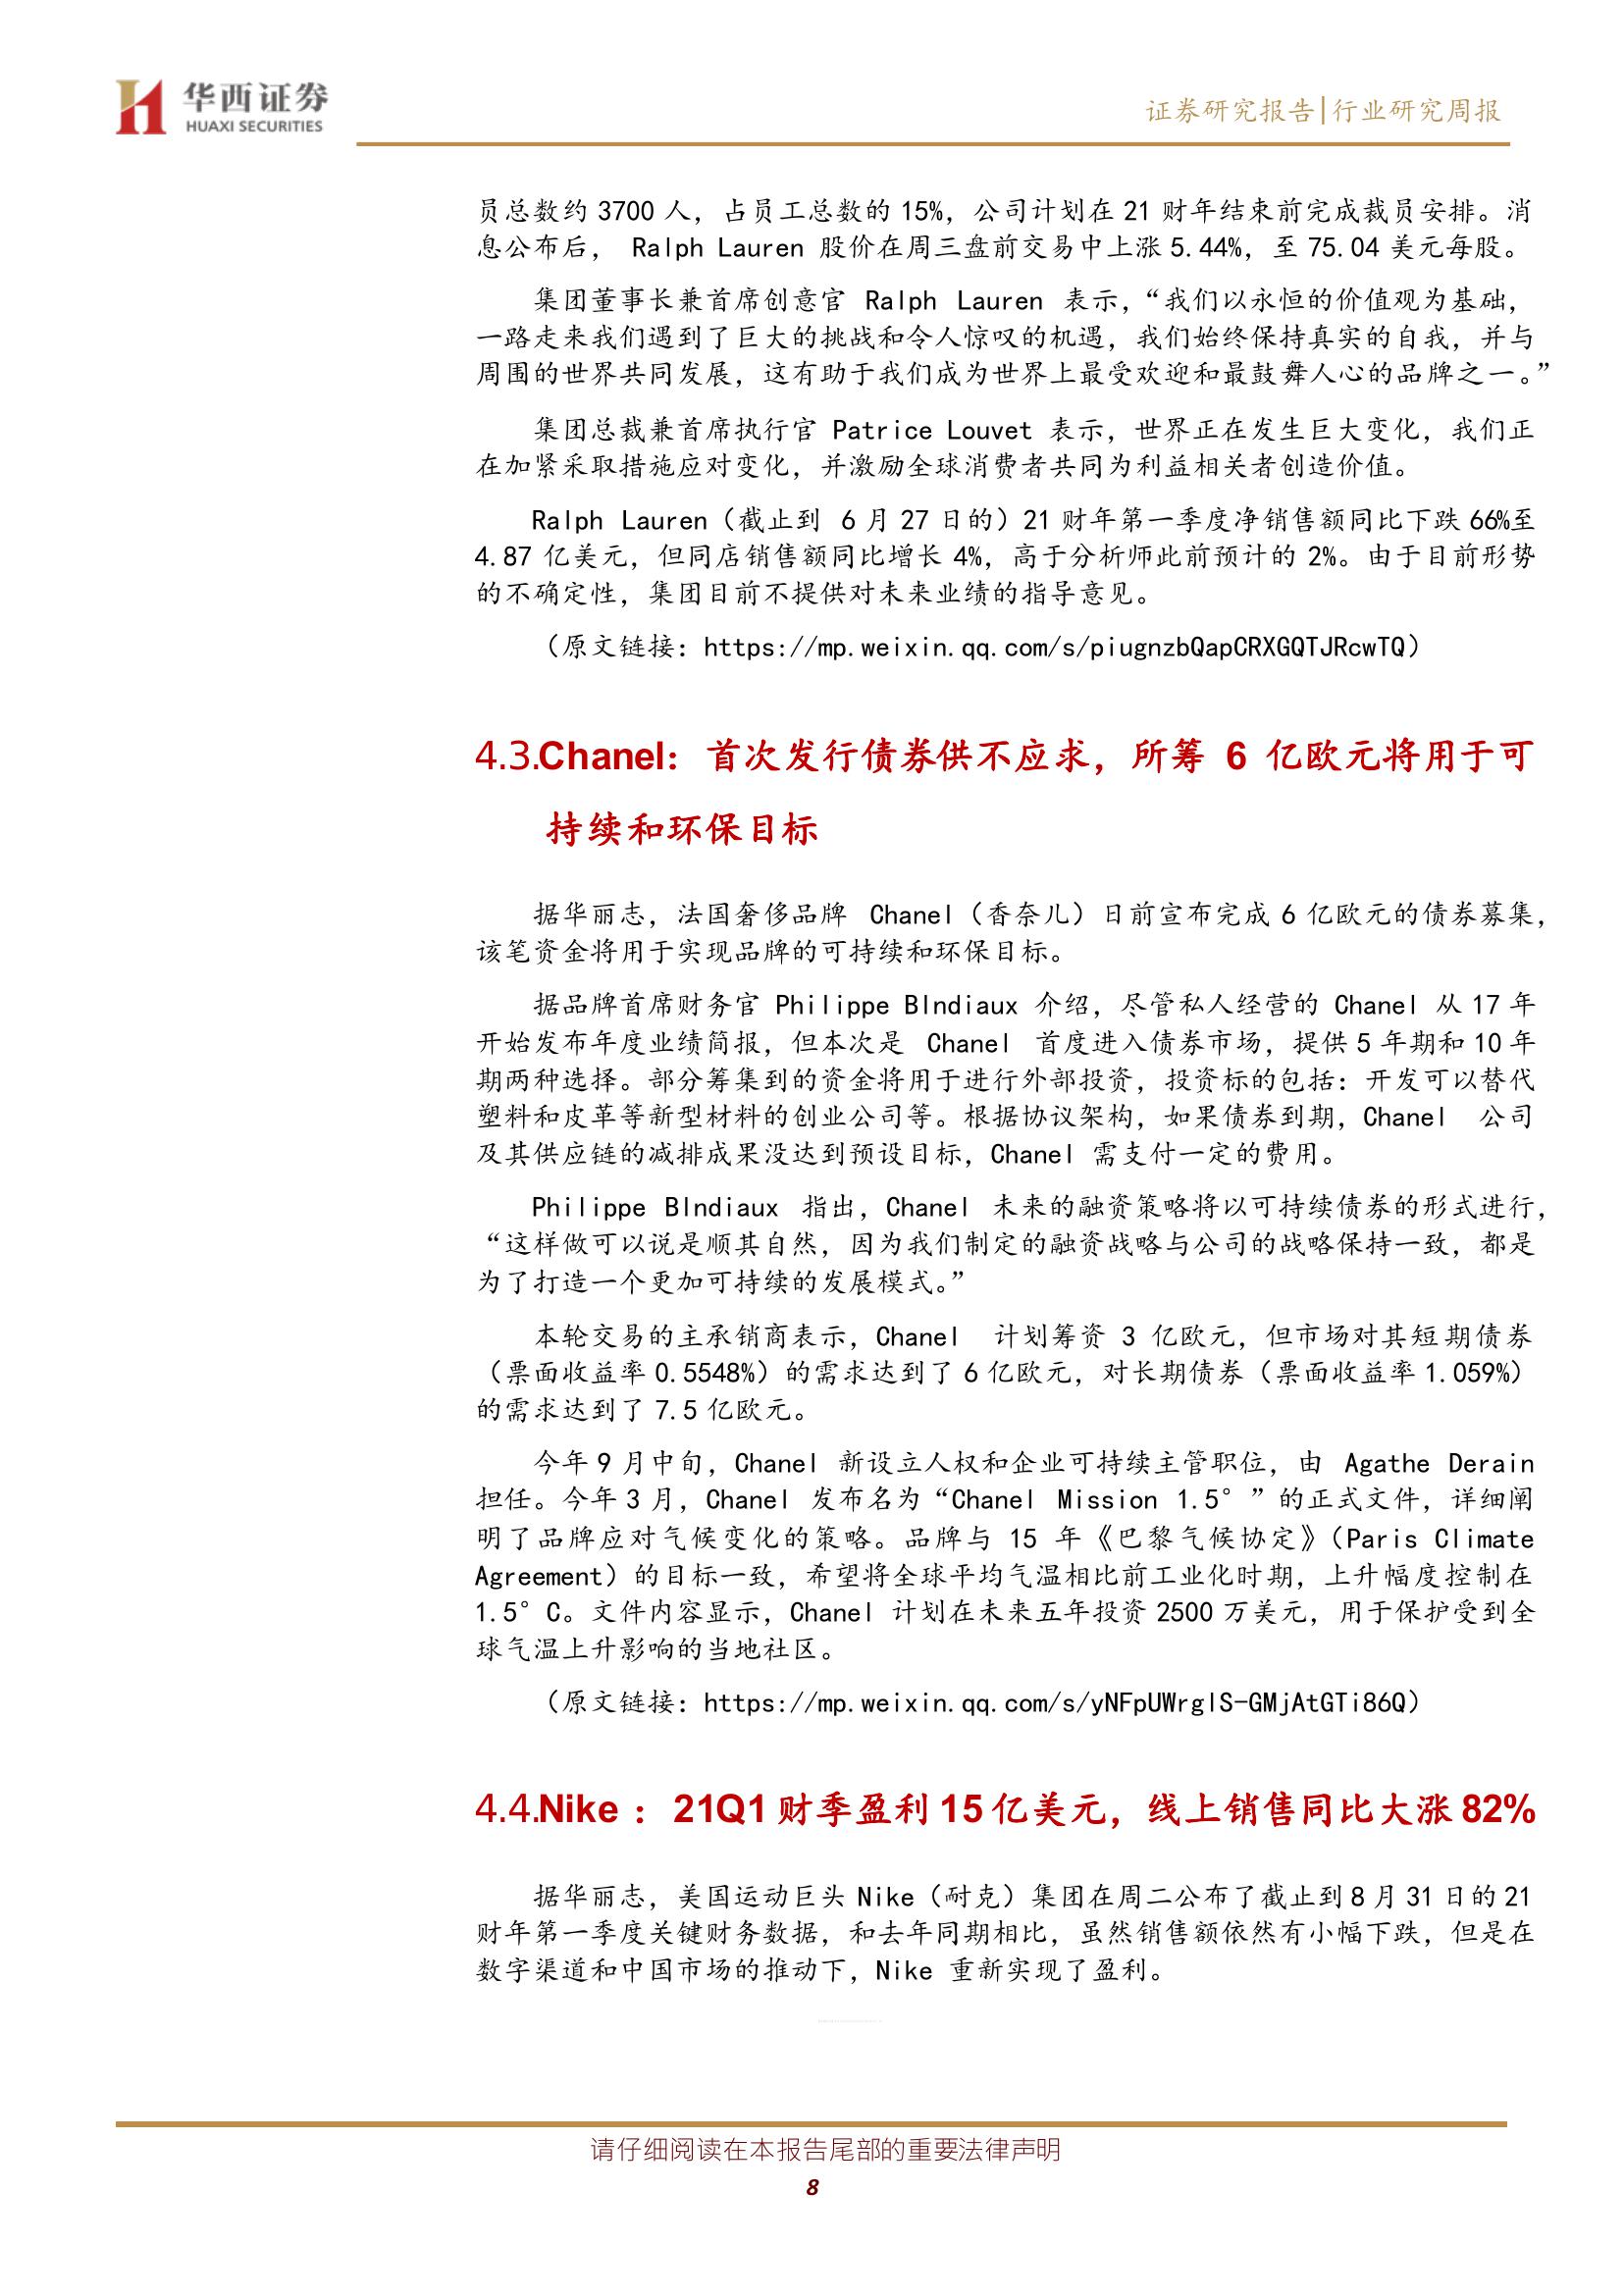 华西证券
HUAXI SECURITIES
证券研究报告|行业研究周报
员总数约 3700 人，占员工总数的 15%，公司计划在 21 财年结束前完成裁员安排。消
息公布后， Ralph Lauren 股价在周三盘前交易中上涨 5.44%，至 75.04 美元每股。
集团董事长兼首席创意官 Ralph Lauren 表示，“我们以永恒的价值观为基础，
一路走来我们遇到了巨大的挑战和令人惊叹的机遇，我们始终保持真实的自我，并与
周围的世界共同发展，这有助于我们成为世界上最受欢迎和最鼓舞人心的品牌之一。”
集团总裁兼首席执行官 Patrice Louvet 表示，世界正在发生巨大变化，我们正
在加紧采取措施应对变化，并激励全球消费者共同为利益相关者创造价值。
Ralph Lauren（截止到 6 月 27 日的）21 财年第一季度净销售额同比下跌 66%至
4.87 亿美元，但同店销售额同比增长 4%，高于分析师此前预计的 2%。由于目前形势
的不确定性，集团目前不提供对未来业绩的指导意见。
（原文链接：https://mp.weixin.qq.com/s/piugnzbQapCRXGQTJRcwTQ）
4.3.Chanel：首次发行债券供不应求，所筹 6 亿欧元将用于可
持续和环保目标
据华丽志，法国奢侈品牌 Chanel（香奈儿）日前宣布完成 6 亿欧元的债券募集，
该笔资金将用于实现品牌的可持续和环保目标。
据品牌首席财务官 Philippe Blndiaux 介绍，尽管私人经营的 Chanel 从 17 年
开始发布年度业绩简报，但本次是 Chanel 首度进入债券市场，提供 5 年期和 10 年
期两种选择。部分筹集到的资金将用于进行外部投资，投资标的包括：开发可以替代
塑料和皮革等新型材料的创业公司等。根据协议架构，如果债券到期，Chanel 公司
及其供应链的减排成果没达到预设目标，Chanel 需支付一定的费用。
Philippe Blndiaux 指出，Chanel 未来的融资策略将以可持续债券的形式进行，
“这样做可以说是顺其自然，因为我们制定的融资战略与公司的战略保持一致，都是
为了打造一个更加可持续的发展模式。”
本轮交易的主承销商表示，Chanel 计划筹资 3 亿欧元，但市场对其短期债券
（票面收益率 0.5548%）的需求达到了 6 亿欧元，对长期债券（票面收益率 1.059%）
的需求达到了 7.5 亿欧元。
今年 9 月中旬，Chanel 新设立人权和企业可持续主管职位，由 Agathe Derain
担任。今年 3 月，Chanel 发布名为“Chanel Mission 1.5°”的正式文件，详细阐
明了品牌应对气候变化的策略。品牌与 15 年《巴黎气候协定》（Paris Climate
Agreement）的目标一致，希望将全球平均气温相比前工业化时期，上升幅度控制在
1.5°C。文件内容显示，Chanel 计划在未来五年投资 2500 万美元，用于保护受到全
球气温上升影响的当地社区。
（原文链接：https://mp.weixin.qq.com/s/yNFpUWrglS-GMjAtGTi86Q）
4.4.Nike ：21Q1 财季盈利 15 亿美元，线上销售同比大涨 82%
据华丽志，美国运动巨头 Nike（耐克）集团在周二公布了截止到 8 月 31 日的 21
财年第一季度关键财务数据，和去年同期相比，虽然销售额依然有小幅下跌，但是在
数字渠道和中国市场的推动下，Nike 重新实现了盈利。
请仔细阅读在本报告尾部的重要法律声明
8